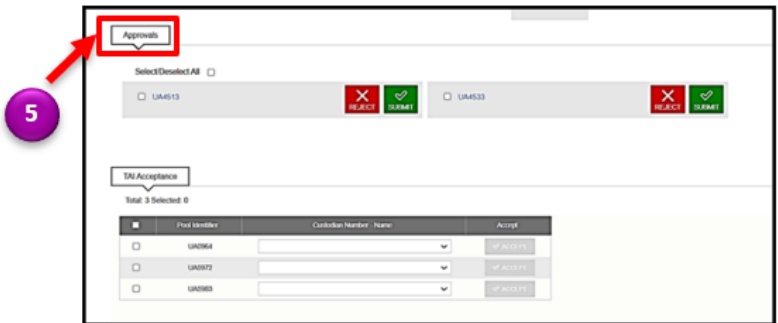 Approvals
5
Select/Deselect All
UA4513 REJECT SUBMIT UA4533 REJECT SUBMIT
TAI Acceptance
Total: 3 Selected: 0
Pool Identifier Custodian Number - Name Accept
UA0964 ACCEPT
UA0972 ACCEPT
UA0983 ACCEPT